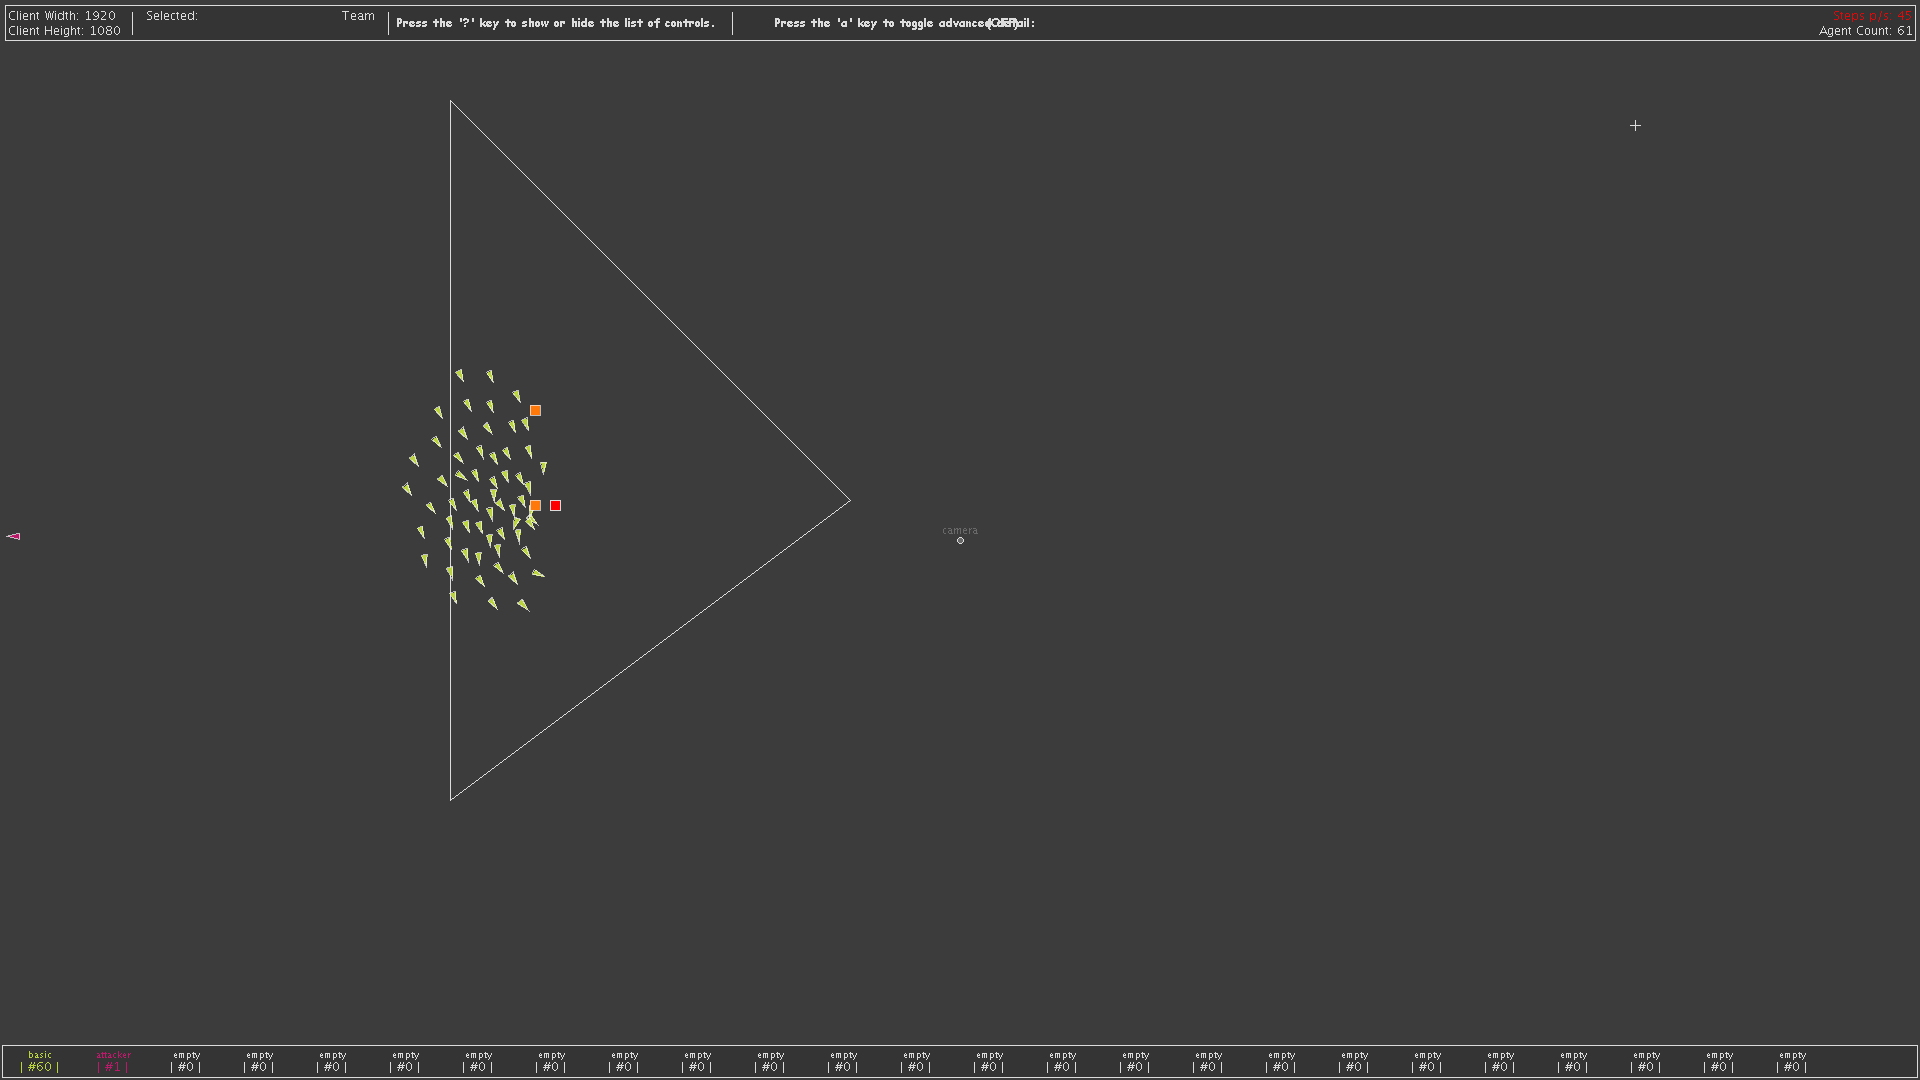 Client Width: 1920
Client Height: 1080
Selected:
Team
Press the '?' key to show or hide the list of controls.
Press the 'a' key to toggle advanced detail:
(OFF)
Steps p/s: 45
Agent Count: 61
camera
basic attacker empty empty empty empty empty empty empty empty empty empty empty empty empty empty empty empty empty empty empty empty empty empty empty
| #60 | | #1 | | #0 | | #0 | | #0 | | #0 | | #0 | | #0 | | #0 | | #0 | | #0 | | #0 | | #0 | | #0 | | #0 | | #0 | | #0 | | #0 | | #0 | | #0 | | #0 | | #0 | | #0 | | #0 | | #0 |